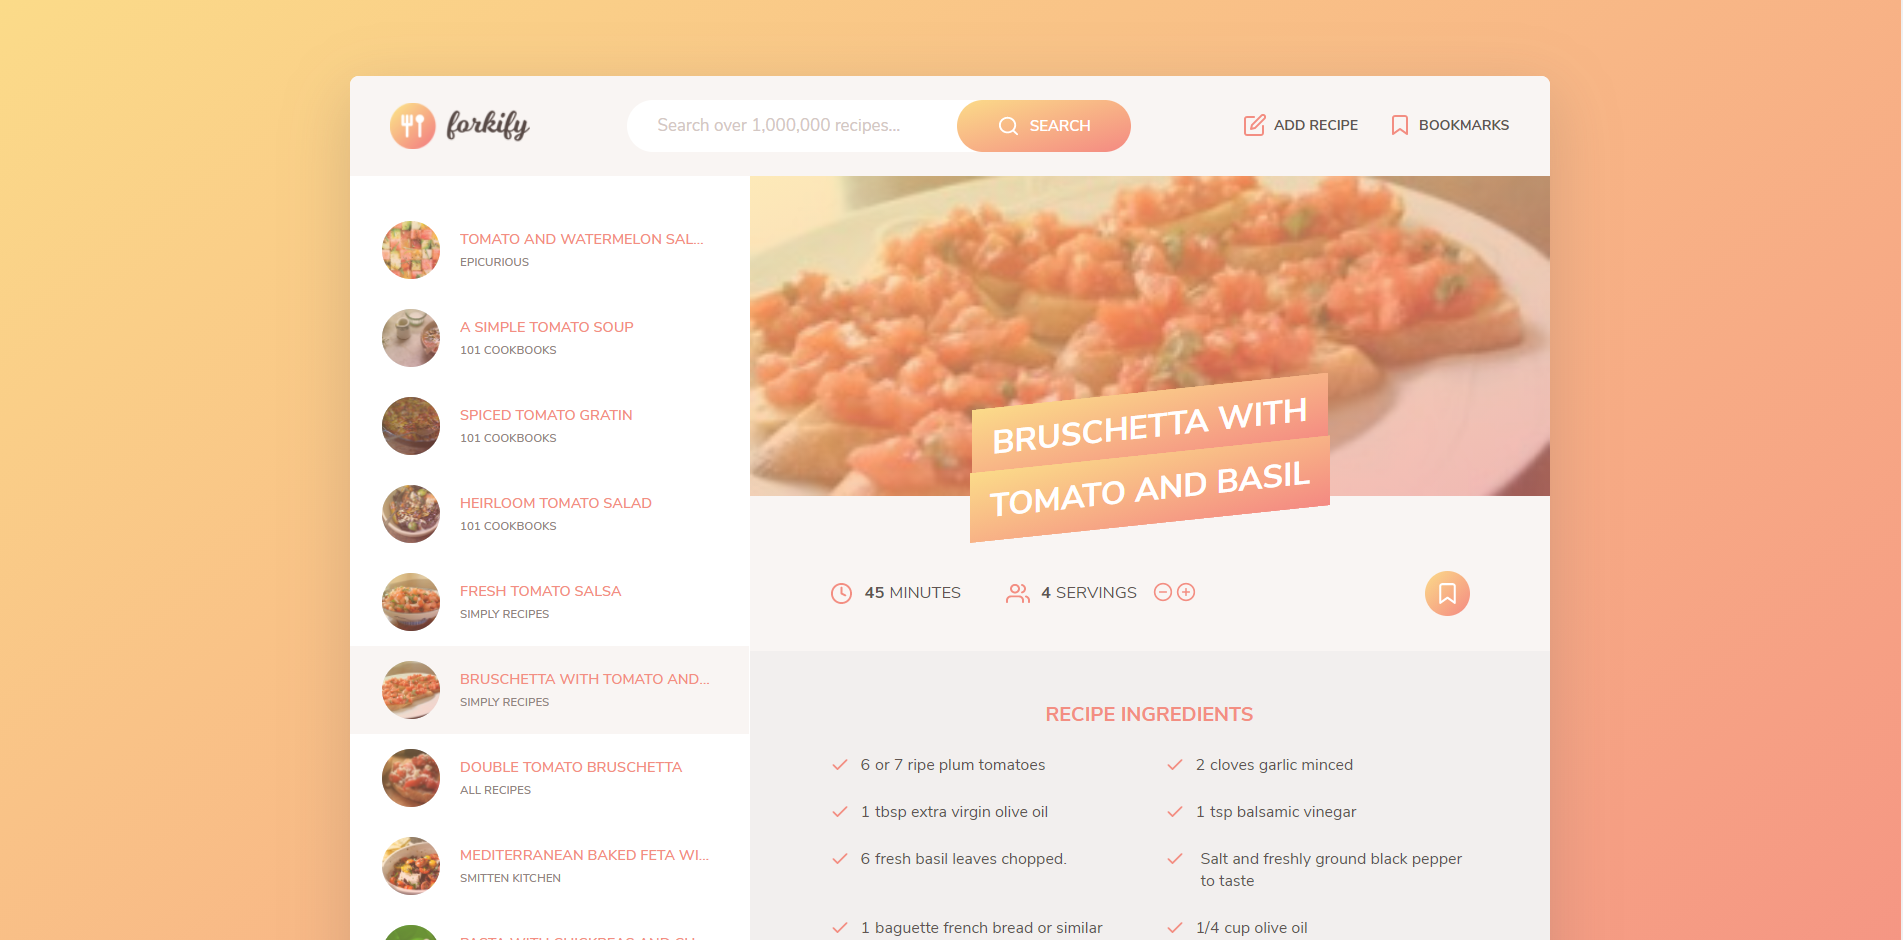 forkify
Search over 1,000,000 recipes...
SEARCH
ADD RECIPE
BOOKMARKS
TOMATO AND WATERMELON SAL...
EPICURIOUS
A SIMPLE TOMATO SOUP
101 COOKBOOKS
SPICED TOMATO GRATIN
101 COOKBOOKS
HEIRLOOM TOMATO SALAD
101 COOKBOOKS
FRESH TOMATO SALSA
SIMPLY RECIPES
BRUSCHETTA WITH TOMATO AND...
SIMPLY RECIPES
DOUBLE TOMATO BRUSCHETTA
ALL RECIPES
MEDITERRANEAN BAKED FETA WI...
SMITTEN KITCHEN
BRUSCHETTA WITH
TOMATO AND BASIL
45 MINUTES
4 SERVINGS
RECIPE INGREDIENTS
6 or 7 ripe plum tomatoes
2 cloves garlic minced
1 tbsp extra virgin olive oil
1 tsp balsamic vinegar
6 fresh basil leaves chopped.
Salt and freshly ground black pepper
to taste
1 baguette french bread or similar
1/4 cup olive oil